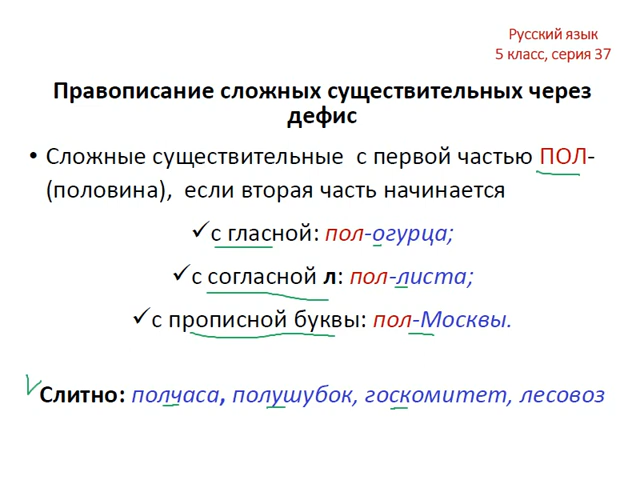 Русский язык
5 класс, серия 37
Правописание сложных существительных через
дефис
• Сложные существительные с первой частью ПОЛ-
(половина), если вторая часть начинается
✓с гласной: пол-огурца;
✓с согласной л: пол-листа;
✓с прописной буквы: пол-Москвы.
Слитно: полчаса, полушубок, госкомитет, лесовоз